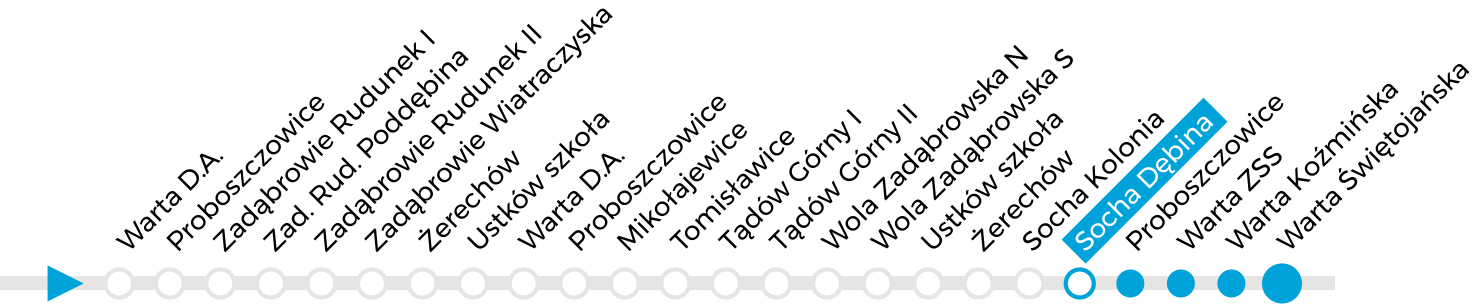 Warta D.A.
Proboszczowice
Zadąbrowie Rudunek I
Zad. Rud. Poddębina
Zadąbrowie Rudunek II
Zadąbrowie Wiatraczyska
Żerechów
Ustków szkoła
Warta D.A.
Proboszczowice
Mikołajewice
Tomisławice
Tądów Górny I
Tądów Górny II
Wola Zadąbrowska N
Wola Zadąbrowska S
Ustków szkoła
Żerechów
Socha Kolonia
Socha Dębina
Proboszczowice
Warta ZSS
Warta Koźmińska
Warta Świętojańska